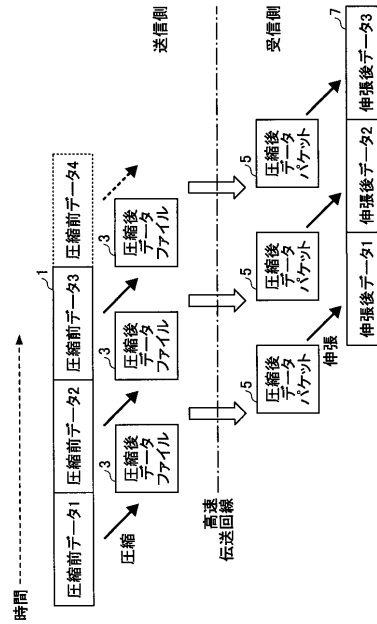 時間
1
圧縮前データ1
圧縮前データ2
圧縮前データ3
圧縮前データ4
圧縮
3
圧縮後
データ
ファイル
3
圧縮後
データ
ファイル
3
圧縮後
データ
ファイル
送信側
高速
伝送回線
受信側
5
圧縮後
データ
パケット
5
圧縮後
データ
パケット
5
圧縮後
データ
パケット
伸張
7
伸張後データ1
伸張後データ2
伸張後データ3